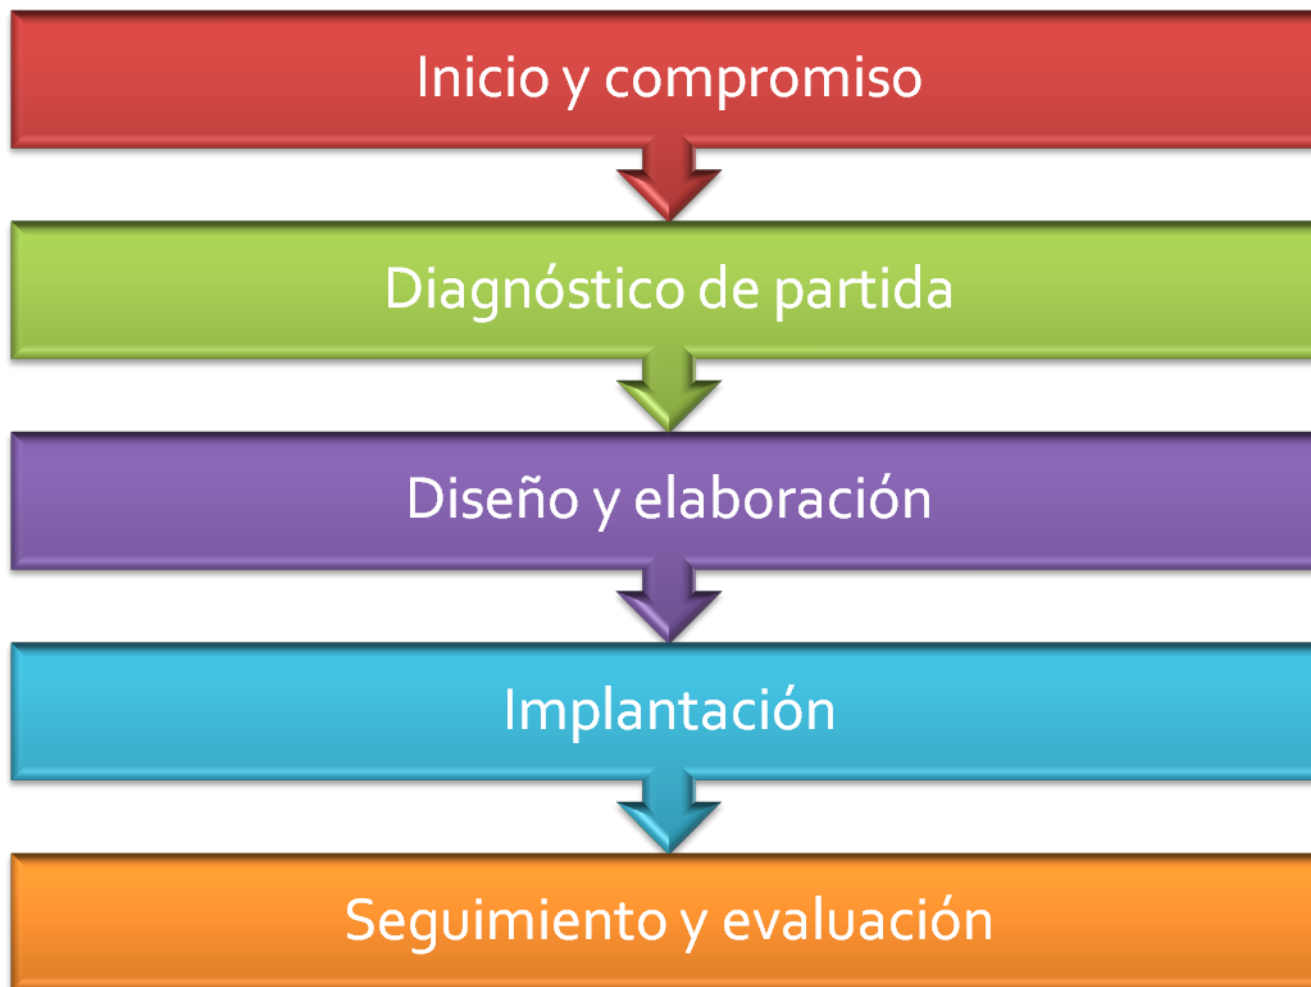 Inicio y compromiso
Diagnóstico de partida
Diseño y elaboración
Implantación
Seguimiento y evaluación